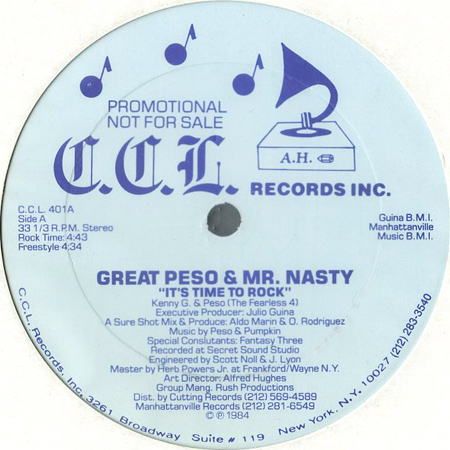 PROMOTIONAL
NOT FOR SALE
A.H.
C.C.L. RECORDS INC.
C.C.L. 401A
Side A
33 1/3 R.P.M. Stereo
Rock Time: 4:43
Freestyle 4:34
Guina B.M.I.
Manhattanville
Music B.M.I.
GREAT PESO & MR. NASTY
"IT'S TIME TO ROCK"
Kenny G. & Peso (The Fearless 4)
Executive Producer: Julio Guina
A Sure Shot Mix & Produce: Aldo Marin & O. Rodriguez
Music by Peso & Pumpkin
Special Conslutants: Fantasy Three
Recorded at Secret Sound Studio
Engineered by Scott Noll & J. Lyon
Master by Herb Powers Jr. at Frankford/Wayne N.Y.
Art Director: Alfred Hughes
Group Mang. Rush Productions
Dist. by Cutting Records (212) 569-4589
Manhattanville Records (212) 281-6549
© ℗ 1984
C.C.L. Records, Inc. 3261 Broadway Suite # 119 New York, N.Y. 10027 (212) 283-3540